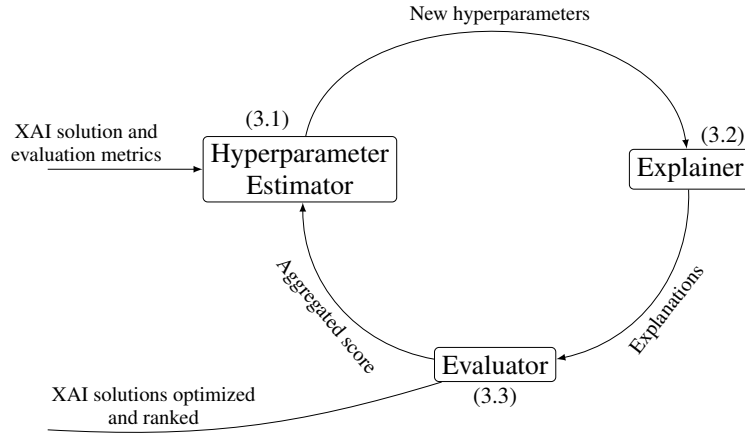 New hyperparameters
(3.1)
XAI solution and
evaluation metrics
Hyperparameter
Estimator
(3.2)
Explainer
Aggregated score
Explanations
Evaluator
(3.3)
XAI solutions optimized
and ranked